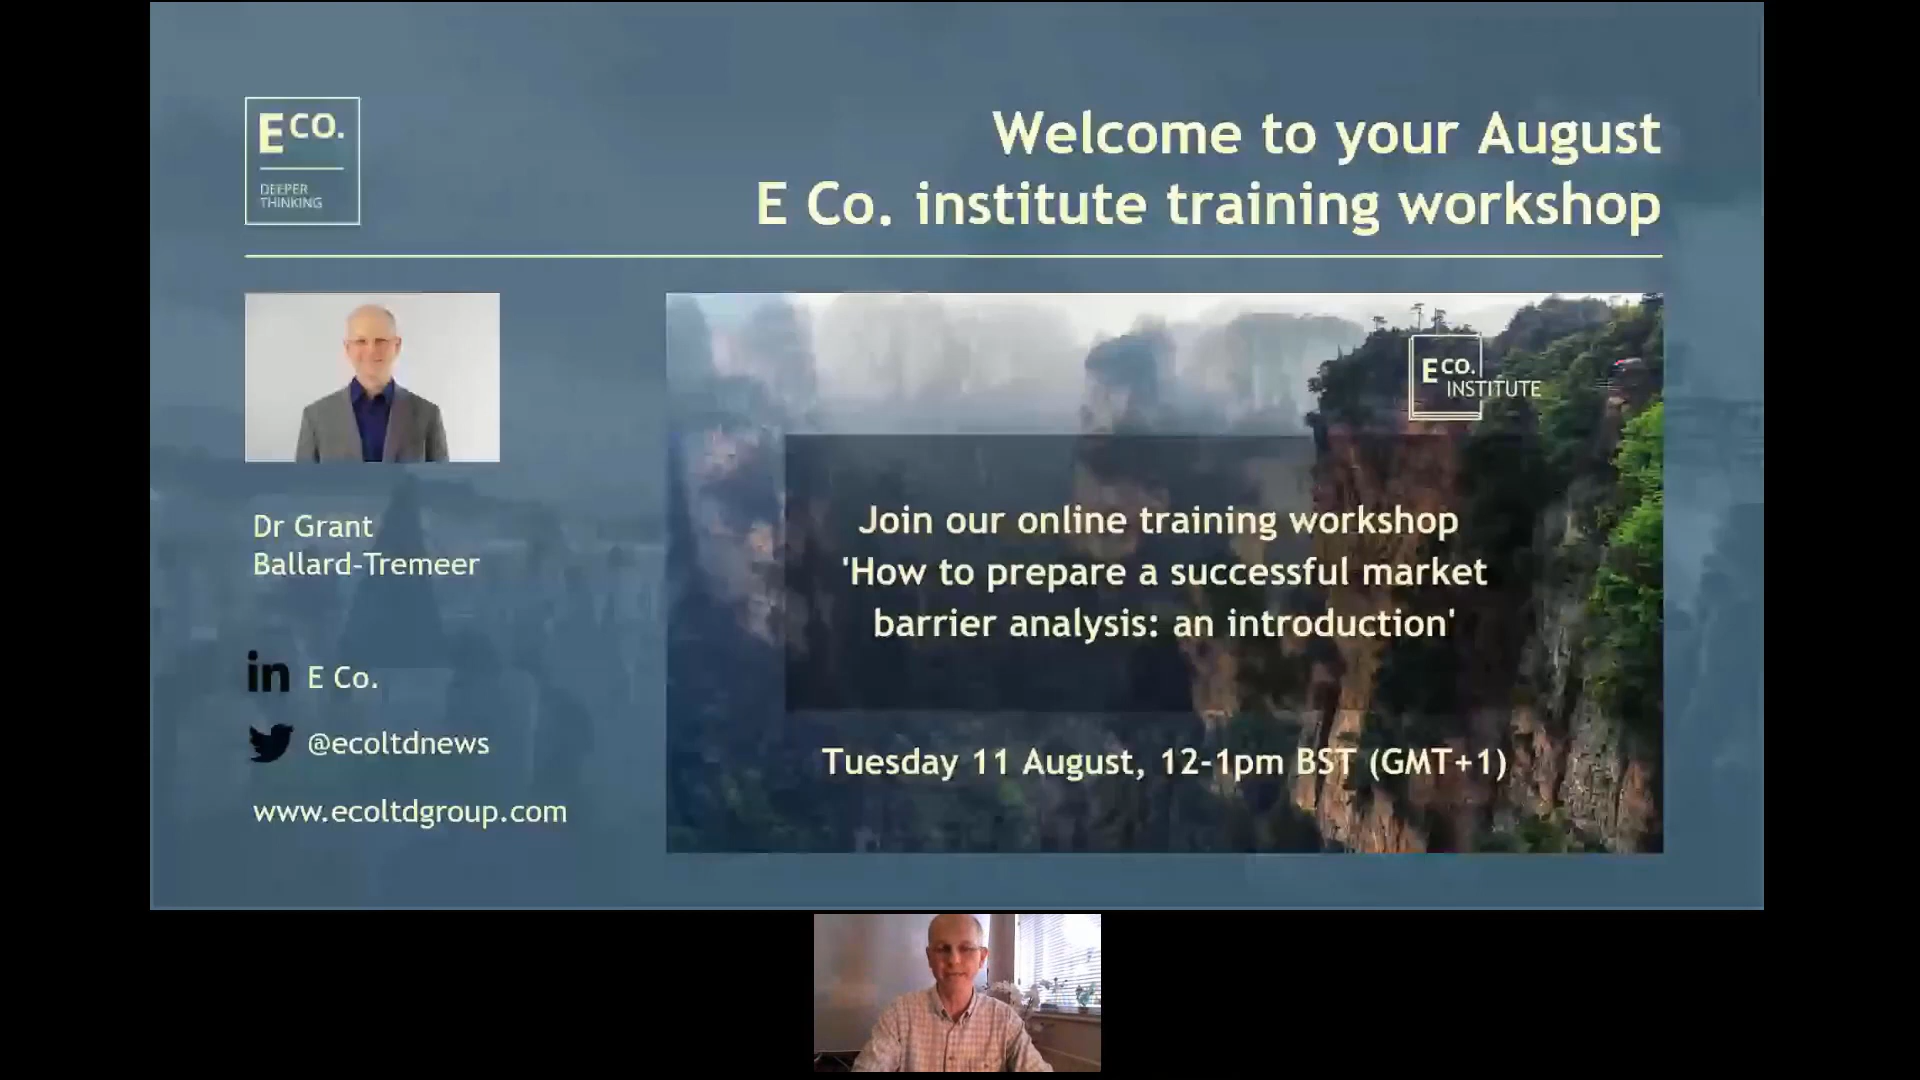 E CO.
DEEPER
THINKING
Welcome to your August
E Co. institute training workshop
Dr Grant
Ballard-Tremeer
in E Co.
@ecoltdnews
www.ecoltdgroup.com
E CO.
INSTITUTE
Join our online training workshop
'How to prepare a successful market
barrier analysis: an introduction'
Tuesday 11 August, 12-1pm BST (GMT+1)